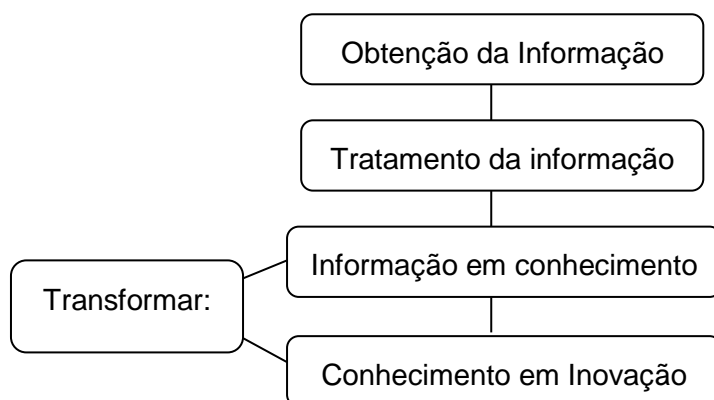 Obtenção da Informação
Tratamento da informação
Informação em conhecimento
Transformar:
Conhecimento em Inovação